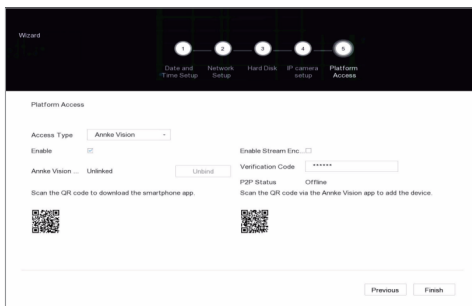 Wizard
1 2 3 4 5
Date and Time Setup
Network Setup
Hard Disk
IP camera setup
Platform Access
Platform Access
Access Type Annke Vision
Enable
Enable Stream Enc...
Annke Vision ... Unlinked Unbind
Verification Code ******
P2P Status Offline
Scan the QR code to download the smartphone app.
Scan the QR code via the Annke Vision app to add the device.
Previous Finish